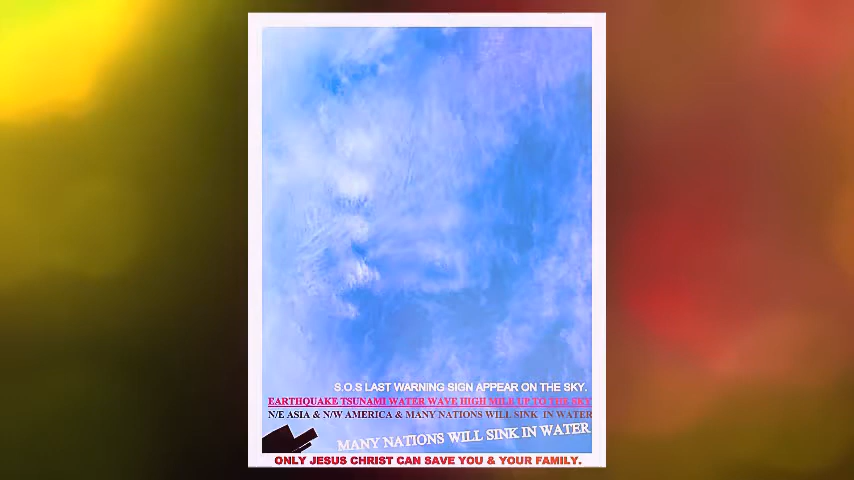 S.O.S LAST WARNING SIGN APPEAR ON THE SKY.
EARTHQUAKE TSUNAMI WATER WAVE HIGH MILE UP TO THE SKY
N/E ASIA & N/W AMERICA & MANY NATIONS WILL SINK IN WATER
MANY NATIONS WILL SINK IN WATER
ONLY JESUS CHRIST CAN SAVE YOU & YOUR FAMILY.